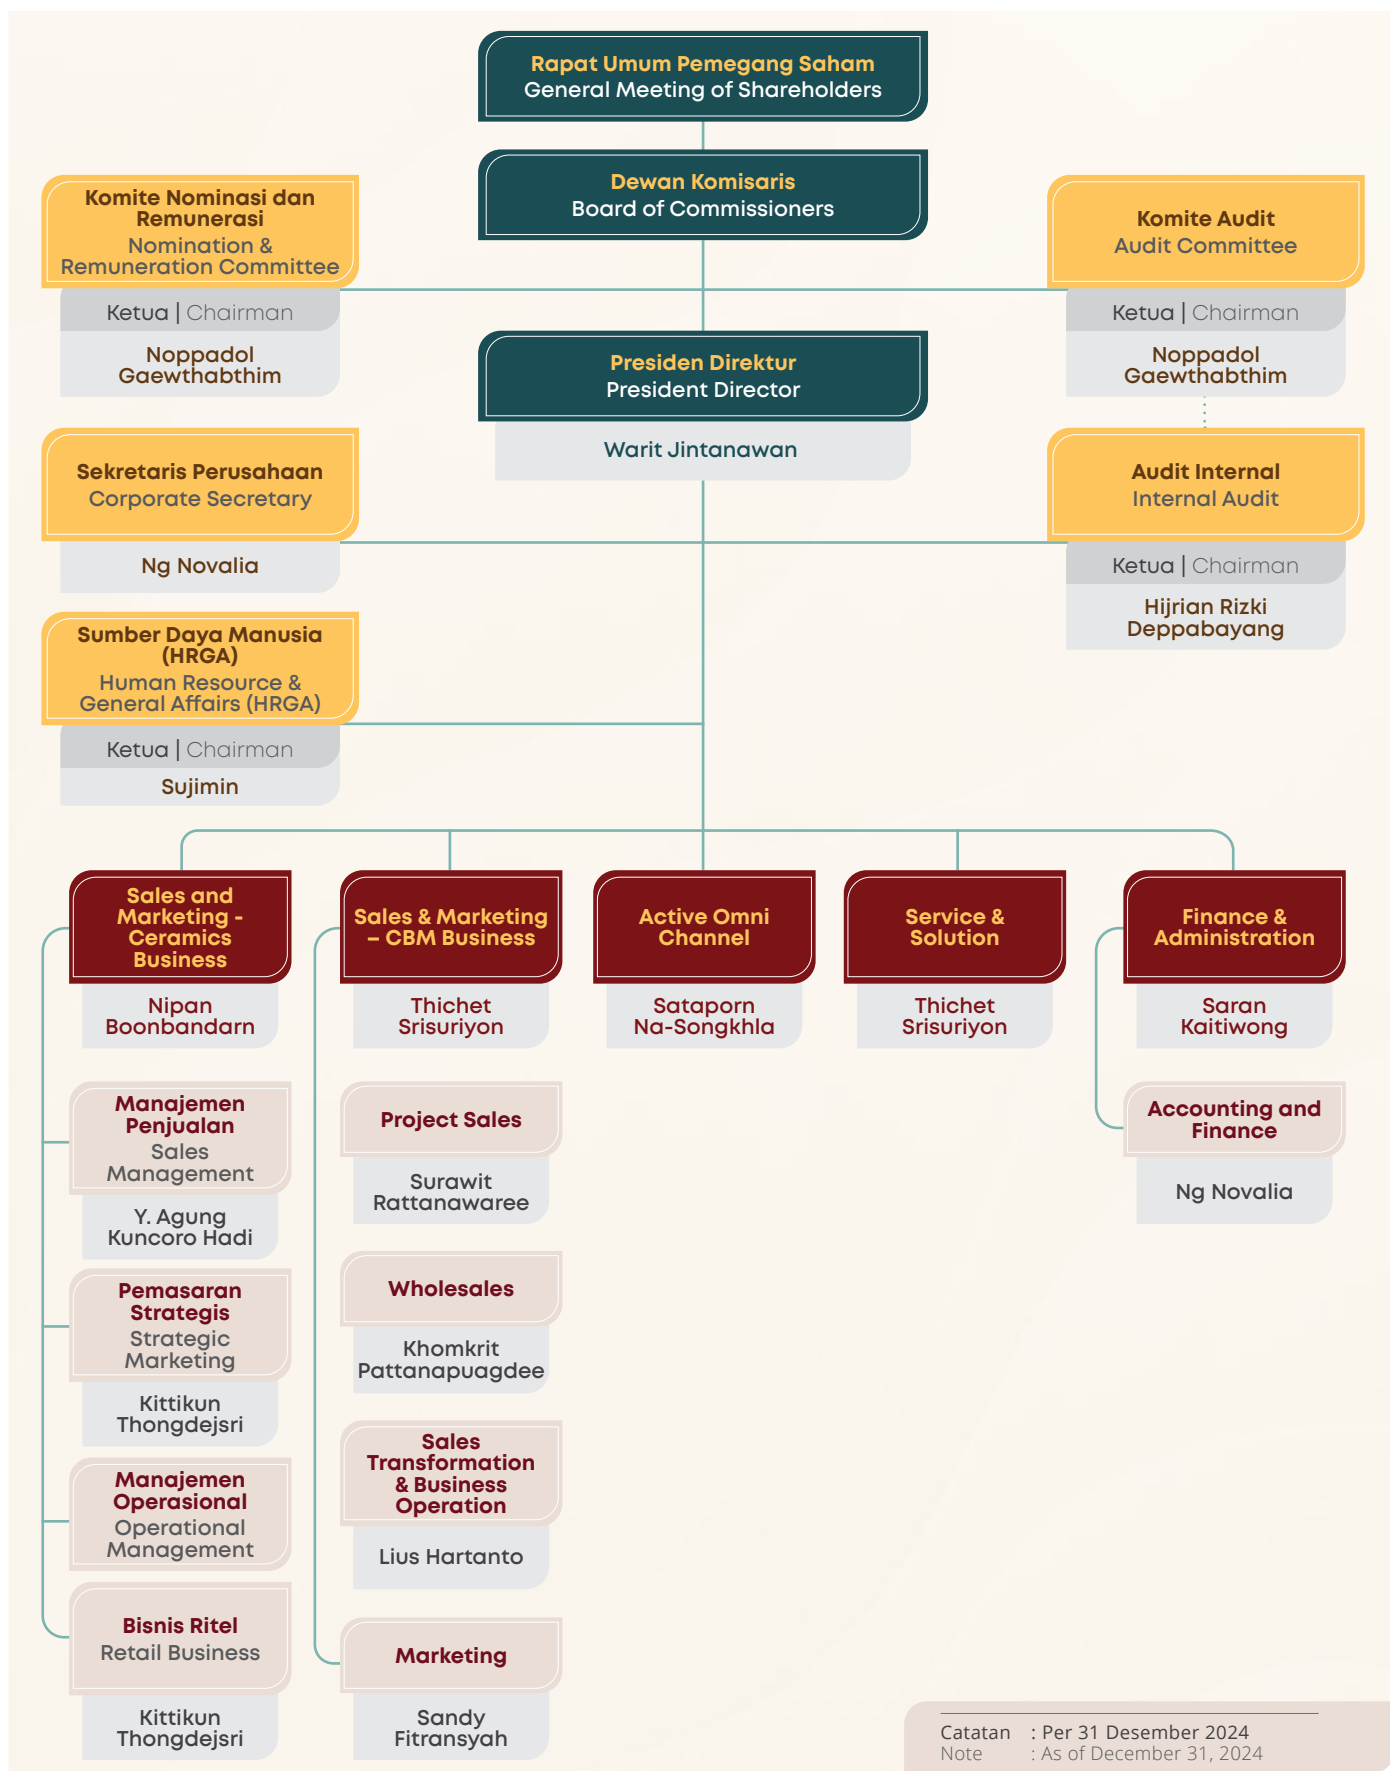 Rapat Umum Pemegang Saham
General Meeting of Shareholders
Dewan Komisaris
Board of Commissioners
Komite Nominasi dan
Remunerasi
Nomination &
Remuneration Committee
Ketua | Chairman
Noppadol
Gaewthabthim
Komite Audit
Audit Committee
Ketua | Chairman
Noppadol
Gaewthabthim
Presiden Direktur
President Director
Warit Jintanawan
Sekretaris Perusahaan
Corporate Secretary
Ng Novalia
Audit Internal
Internal Audit
Ketua | Chairman
Hijrian Rizki
Deppabayang
Sumber Daya Manusia
(HRGA)
Human Resource &
General Affairs (HRGA)
Ketua | Chairman
Sujimin
Sales and
Marketing -
Ceramics
Business
Nipan
Boonbandarn
Manajemen
Penjualan
Sales
Management
Y. Agung
Kuncoro Hadi
Pemasaran
Strategis
Strategic
Marketing
Kittikun
Thongdejsri
Manajemen
Operasional
Operational
Management
Bisnis Ritel
Retail Business
Kittikun
Thongdejsri
Sales & Marketing
– CBM Business
Thichet
Srisuriyon
Project Sales
Surawit
Rattanawaree
Wholesales
Khomkrit
Pattanapuagdee
Sales
Transformation
& Business
Operation
Lius Hartanto
Marketing
Sandy
Fitransyah
Active Omni
Channel
Sataporn
Na-Songkhla
Service &
Solution
Thichet
Srisuriyon
Finance &
Administration
Saran
Kaitiwong
Accounting and
Finance
Ng Novalia
Catatan : Per 31 Desember 2024
Note : As of December 31, 2024